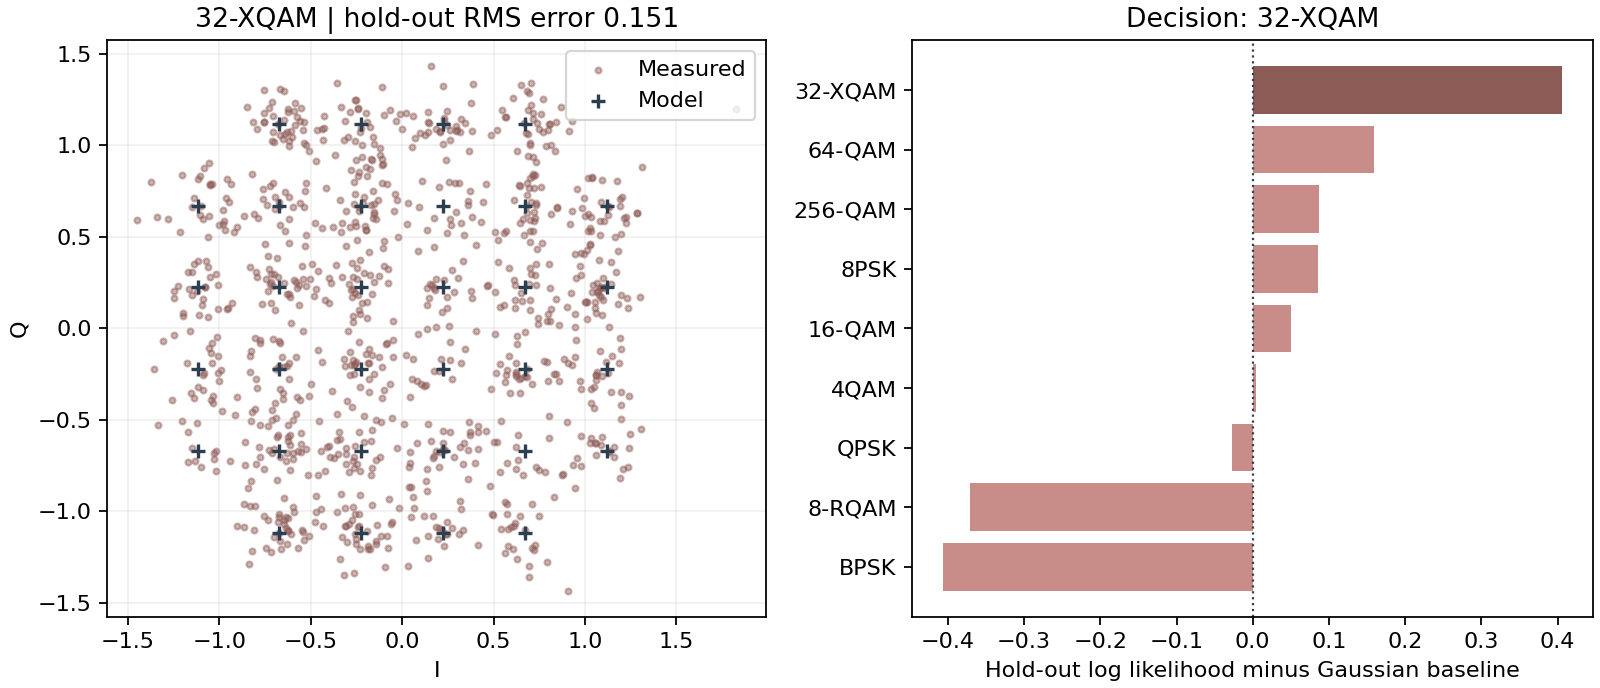 32-XQAM | hold-out RMS error 0.151
Measured
Model
1.5
1.0
0.5
0.0
−0.5
−1.0
−1.5
Q
−1.5
−1.0
−0.5
0.0
0.5
1.0
1.5
I
Decision: 32-XQAM
32-XQAM
64-QAM
256-QAM
8PSK
16-QAM
4QAM
QPSK
8-RQAM
BPSK
−0.4
−0.3
−0.2
−0.1
0.0
0.1
0.2
0.3
0.4
Hold-out log likelihood minus Gaussian baseline